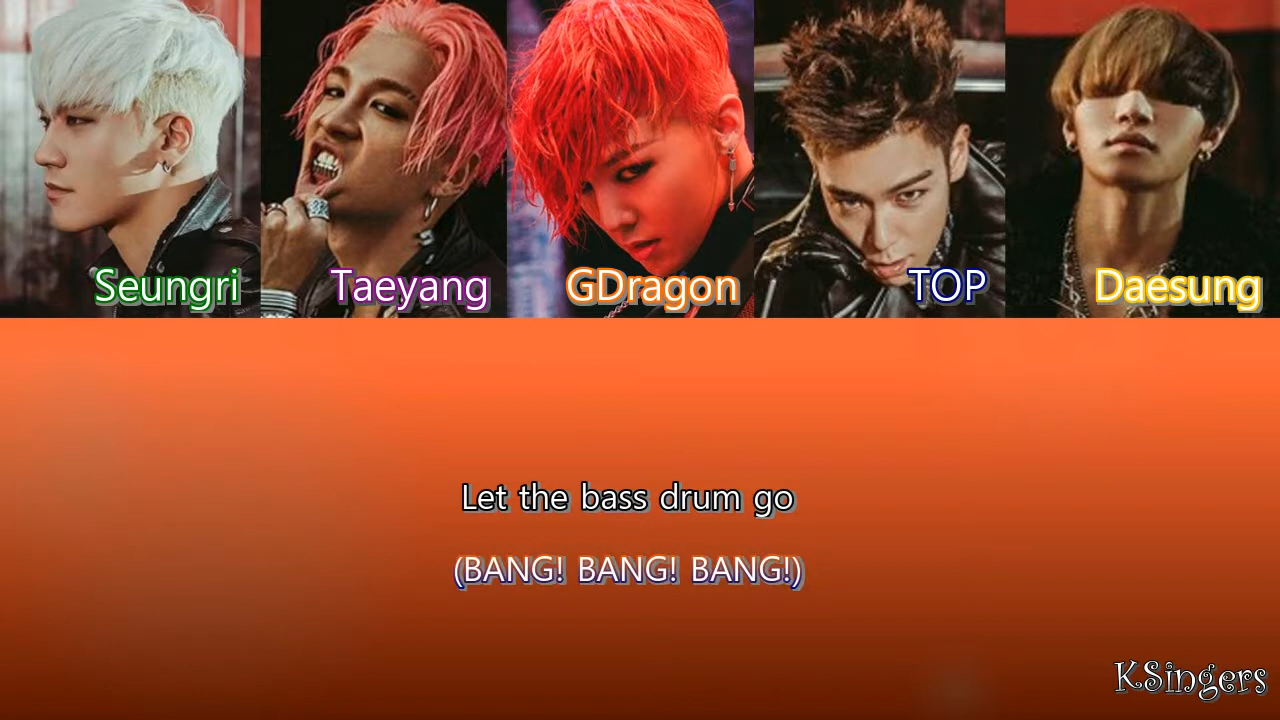 Seungri
Taeyang
GDragon
TOP
Daesung
Let the bass drum go
(BANG! BANG! BANG!)
KSingers